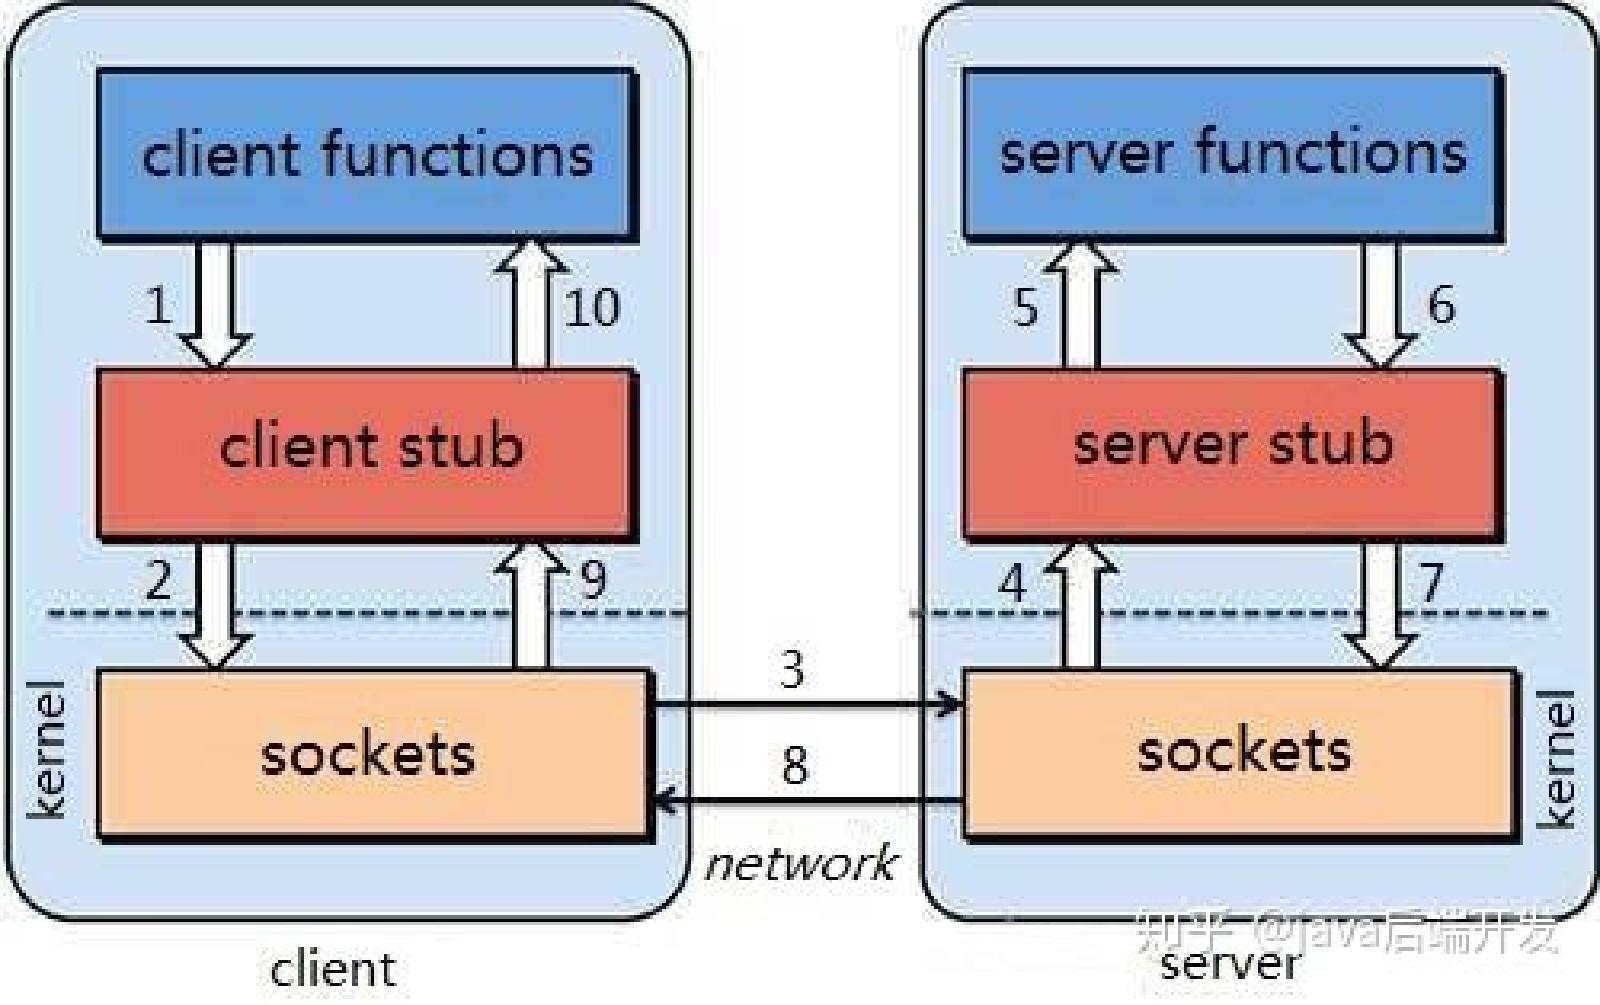 client functions
server functions
1
10
5
6
client stub
server stub
2
9
4
7
kernel
sockets
3
8
network
sockets
kernel
知乎 @java后端开发
client
server